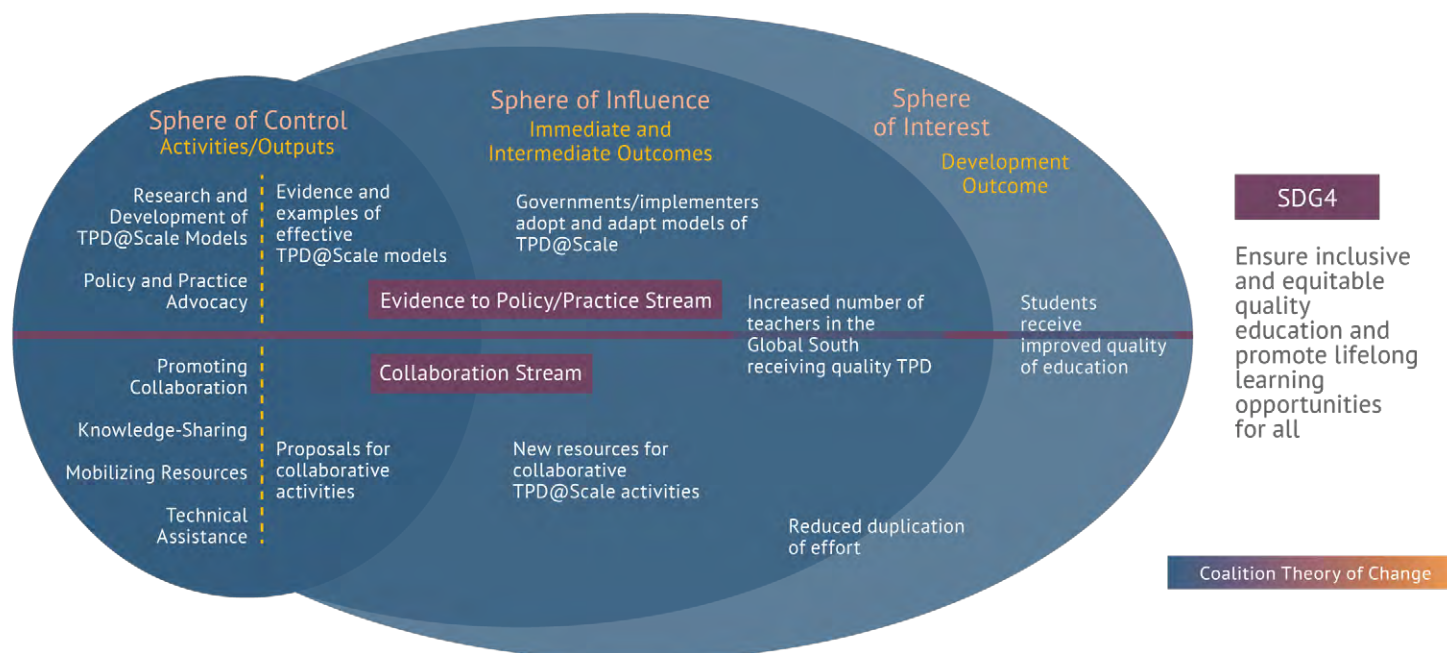 Sphere of Control
Activities/Outputs
Research and
Development of
TPD@Scale Models
Policy and Practice
Advocacy
Promoting
Collaboration
Knowledge-Sharing
Mobilizing Resources
Technical
Assistance
Evidence and
examples of
effective
TPD@Scale models
Proposals for
collaborative
activities
Sphere of Influence
Immediate and
Intermediate Outcomes
Governments/implementers
adopt and adapt models of
TPD@Scale
Evidence to Policy/Practice Stream
Collaboration Stream
New resources for
collaborative
TPD@Scale activities
Increased number of
teachers in the
Global South
receiving quality TPD
Reduced duplication
of effort
Sphere
of Interest
Development
Outcome
Students
receive
improved quality
of education
SDG4
Ensure inclusive
and equitable
quality
education and
promote lifelong
learning
opportunities
for all
Coalition Theory of Change